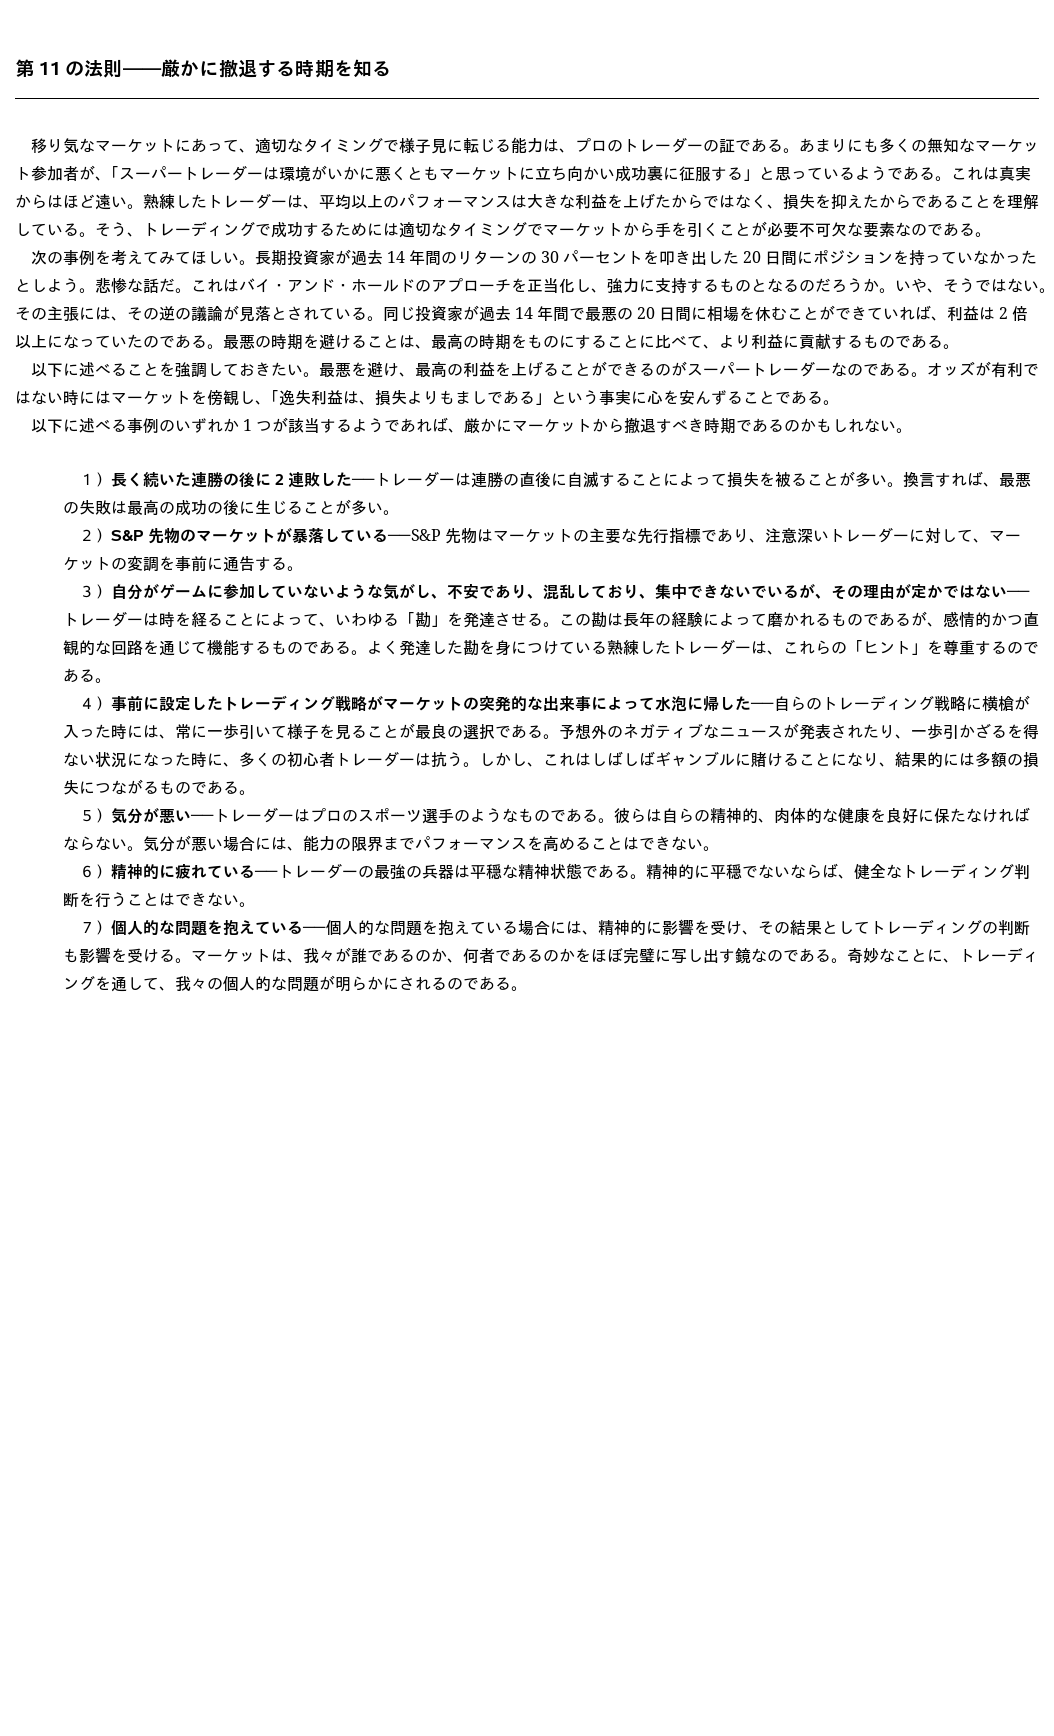 第 11 の法則――厳かに撤退する時期を知る
移り気なマーケットにあって、適切なタイミングで様子見に転じる能力は、プロのトレーダーの証である。あまりにも多くの無知なマーケッ
ト参加者が、「スーパートレーダーは環境がいかに悪くともマーケットに立ち向かい成功裏に征服する」と思っているようである。これは真実
からはほど遠い。熟練したトレーダーは、平均以上のパフォーマンスは大きな利益を上げたからではなく、損失を抑えたからであることを理解
している。そう、トレーディングで成功するためには適切なタイミングでマーケットから手を引くことが必要不可欠な要素なのである。
次の事例を考えてみてほしい。長期投資家が過去 14 年間のリターンの 30 パーセントを叩き出した 20 日間にポジションを持っていなかった
としよう。悲惨な話だ。これはバイ・アンド・ホールドのアプローチを正当化し、強力に支持するものとなるのだろうか。いや、そうではない。
その主張には、その逆の議論が見落とされている。同じ投資家が過去 14 年間で最悪の 20 日間に相場を休むことができていれば、利益は 2 倍
以上になっていたのである。最悪の時期を避けることは、最高の時期をものにすることに比べて、より利益に貢献するものである。
以下に述べることを強調しておきたい。最悪を避け、最高の利益を上げることができるのがスーパートレーダーなのである。オッズが有利で
はない時にはマーケットを傍観し、「逸失利益は、損失よりもましである」という事実に心を安んずることである。
以下に述べる事例のいずれか 1 つが該当するようであれば、厳かにマーケットから撤退すべき時期であるのかもしれない。
1）長く続いた連勝の後に 2 連敗した――トレーダーは連勝の直後に自滅することによって損失を被ることが多い。換言すれば、最悪
の失敗は最高の成功の後に生じることが多い。
2）S&P 先物のマーケットが暴落している――S&P 先物はマーケットの主要な先行指標であり、注意深いトレーダーに対して、マー
ケットの変調を事前に通告する。
3）自分がゲームに参加していないような気がし、不安であり、混乱しており、集中できないでいるが、その理由が定かではない――
トレーダーは時を経ることによって、いわゆる「勘」を発達させる。この勘は長年の経験によって磨かれるものであるが、感情的かつ直
観的な回路を通じて機能するものである。よく発達した勘を身につけている熟練したトレーダーは、これらの「ヒント」を尊重するので
ある。
4）事前に設定したトレーディング戦略がマーケットの突発的な出来事によって水泡に帰した――自らのトレーディング戦略に横槍が
入った時には、常に一歩引いて様子を見ることが最良の選択である。予想外のネガティブなニュースが発表されたり、一歩引かざるを得
ない状況になった時に、多くの初心者トレーダーは抗う。しかし、これはしばしばギャンブルに賭けることになり、結果的には多額の損
失につながるものである。
5）気分が悪い――トレーダーはプロのスポーツ選手のようなものである。彼らは自らの精神的、肉体的な健康を良好に保たなければ
ならない。気分が悪い場合には、能力の限界までパフォーマンスを高めることはできない。
6）精神的に疲れている――トレーダーの最強の兵器は平穏な精神状態である。精神的に平穏でないならば、健全なトレーディング判
断を行うことはできない。
7）個人的な問題を抱えている――個人的な問題を抱えている場合には、精神的に影響を受け、その結果としてトレーディングの判断
も影響を受ける。マーケットは、我々が誰であるのか、何者であるのかをほぼ完璧に写し出す鏡なのである。奇妙なことに、トレーディ
ングを通して、我々の個人的な問題が明らかにされるのである。